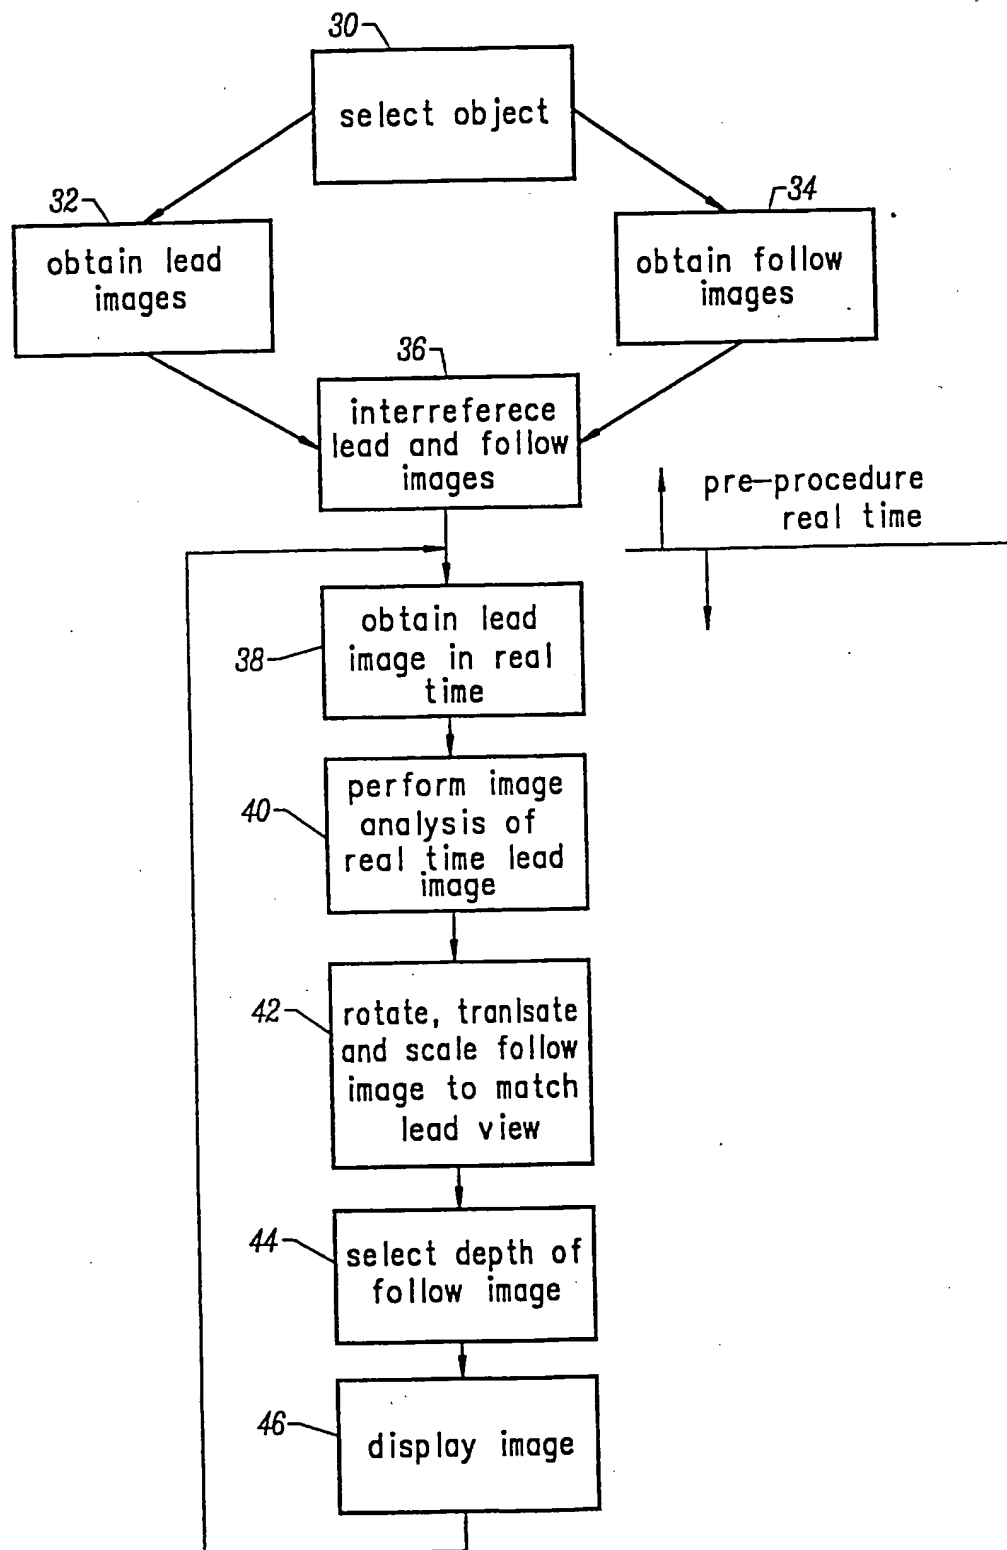 30
select object
32
obtain lead
images
34
obtain follow
images
36
interreferece
lead and follow
images
pre-procedure
real time
38
obtain lead
image in real
time
40
perform image
analysis of
real time lead
image
42
rotate, tranlsate
and scale follow
image to match
lead view
44
select depth of
follow image
46
display image